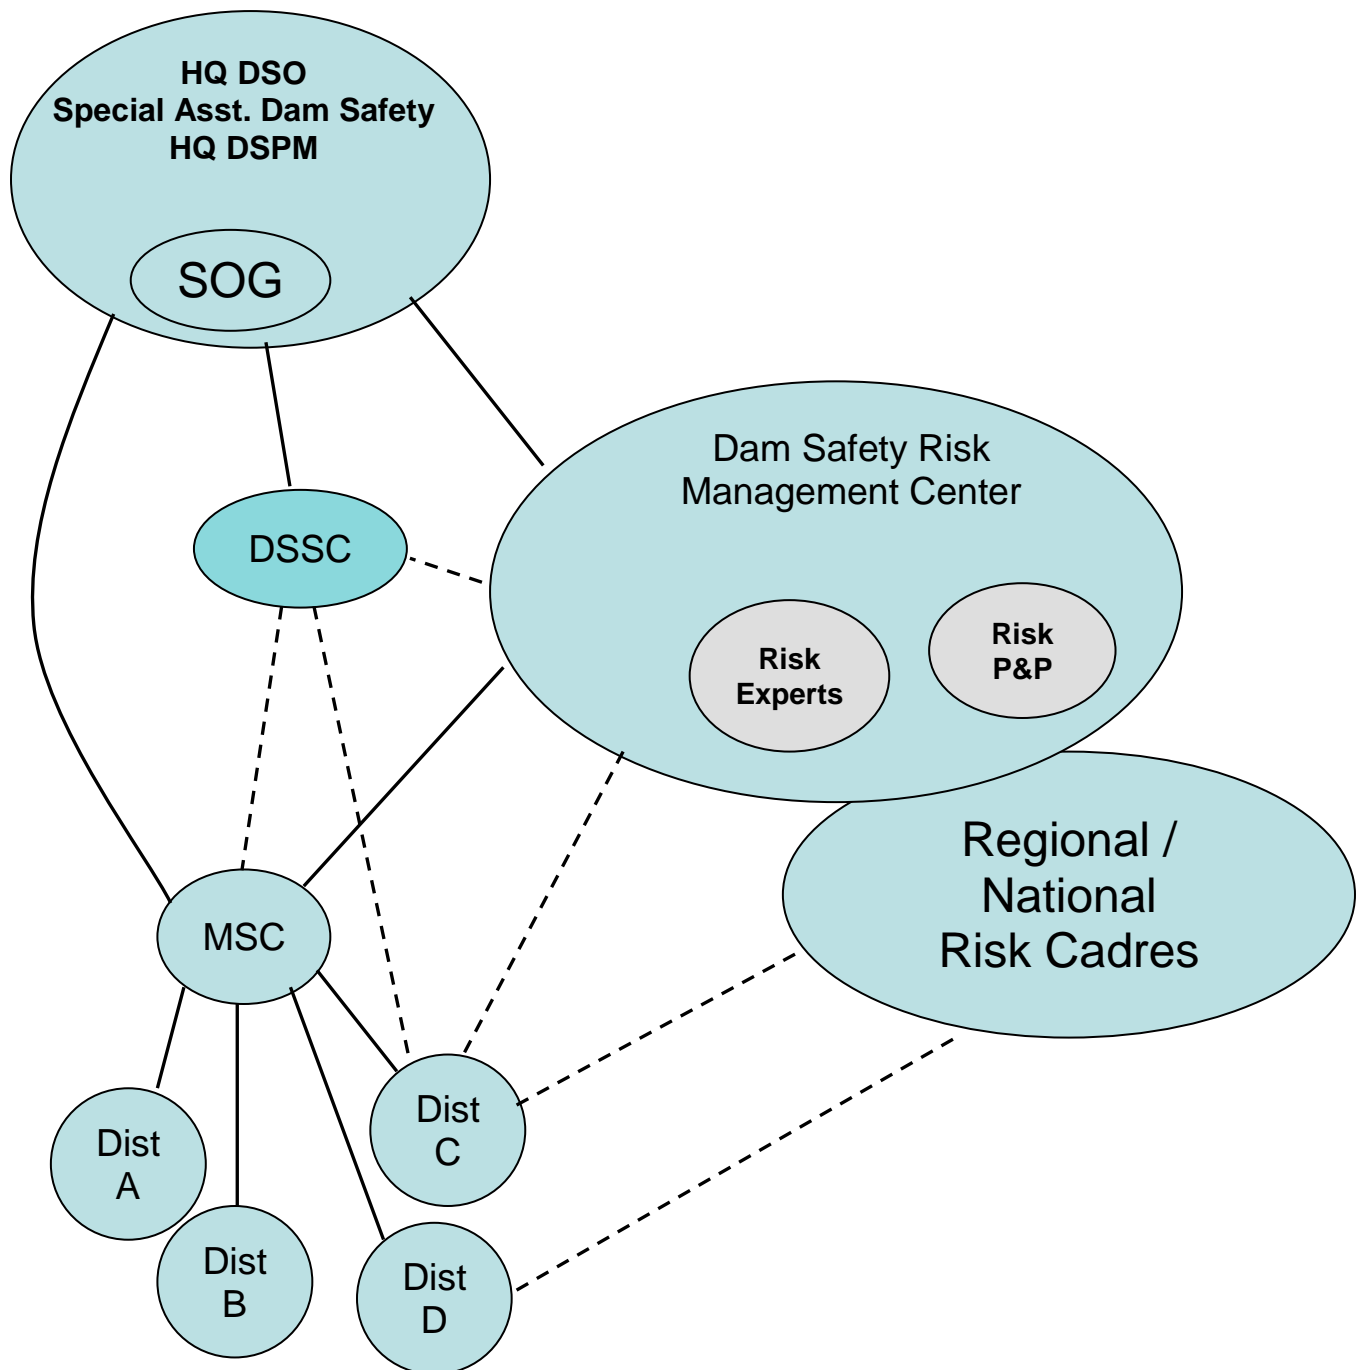 HQ DSO
Special Asst. Dam Safety
HQ DSPM
SOG
Dam Safety Risk
Management Center
DSSC
Risk
Experts
Risk
P&P
Regional /
National
Risk Cadres
MSC
Dist
C
Dist
A
Dist
B
Dist
D